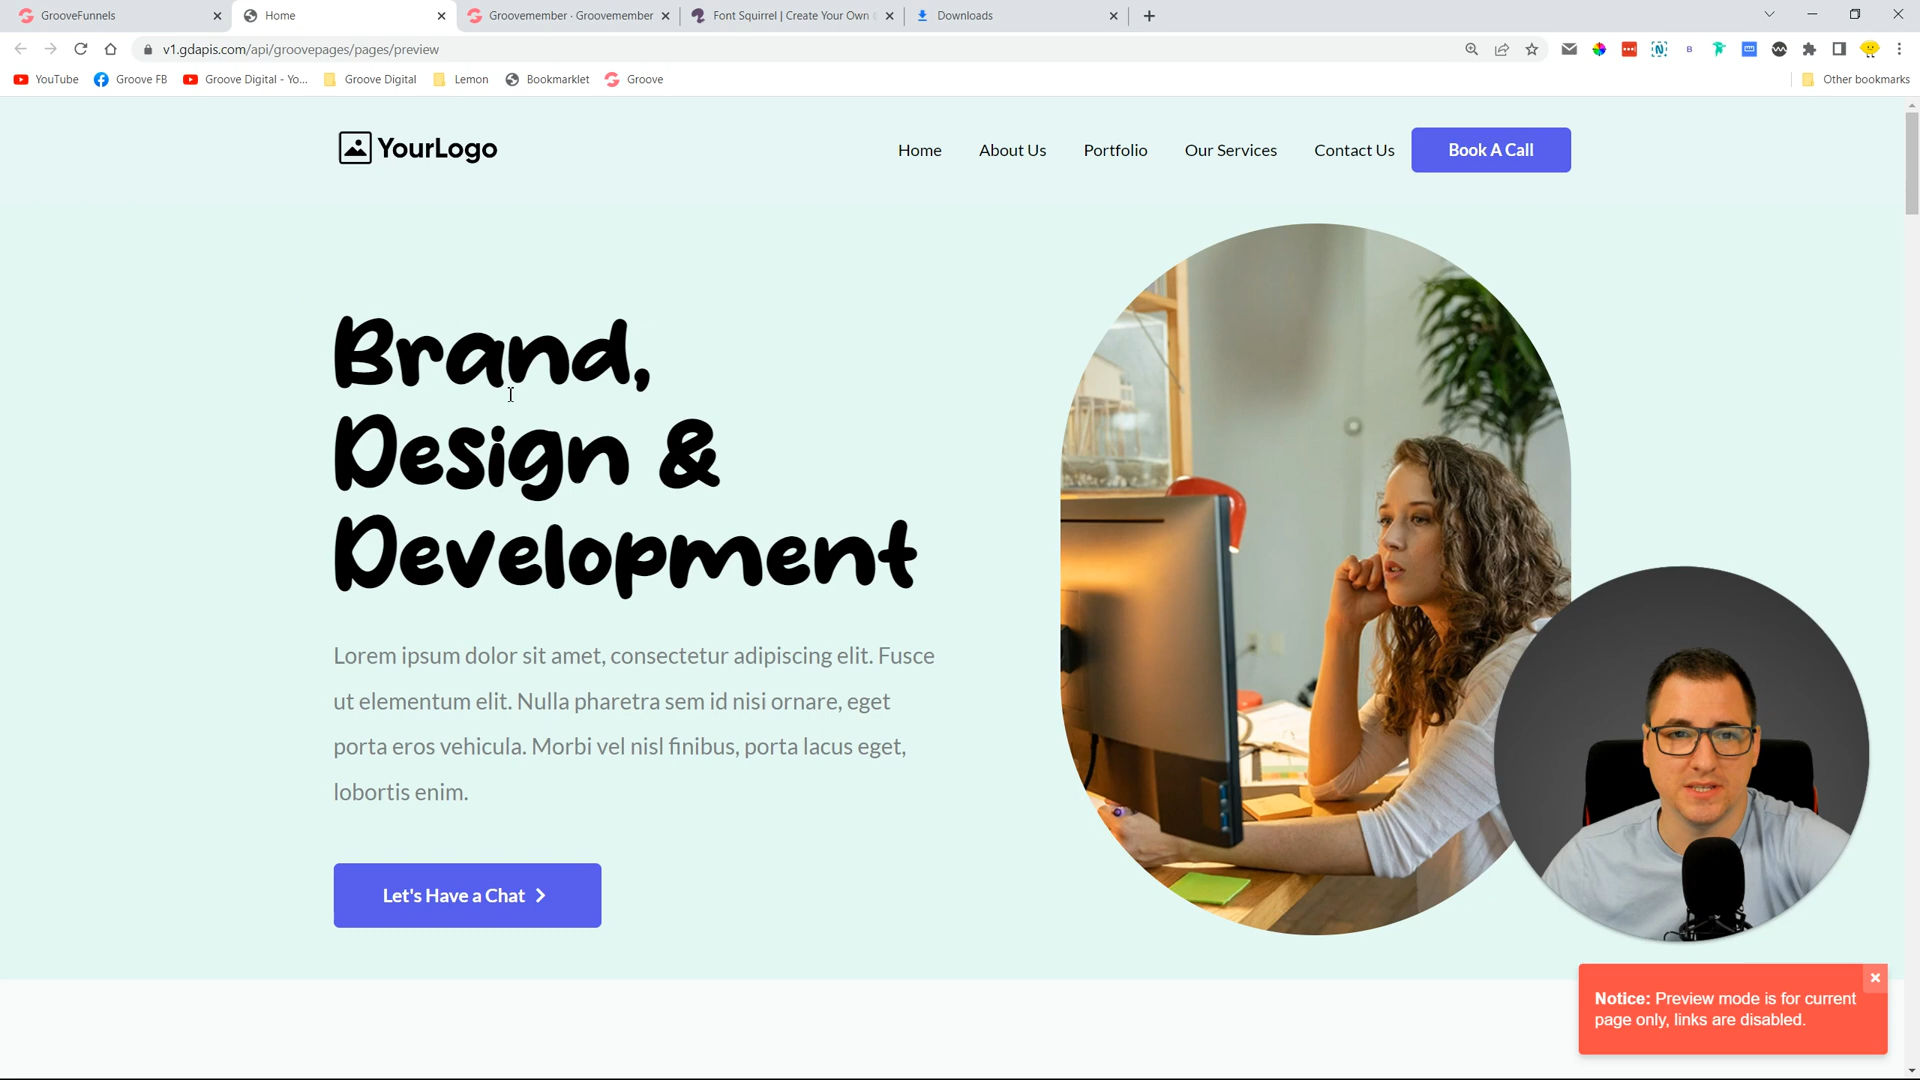 GrooveFunnels
Home
Groovemember · Groovemember
Font Squirrel | Create Your Own
Downloads
v1.gdapis.com/api/groovepages/pages/preview
YouTube
Groove FB
Groove Digital - Yo...
Groove Digital
Lemon
Bookmarklet
Groove
Other bookmarks
YourLogo
Home
About Us
Portfolio
Our Services
Contact Us
Book A Call
Brand,
Design &
Development
Lorem ipsum dolor sit amet, consectetur adipiscing elit. Fusce
ut elementum elit. Nulla pharetra sem id nisi ornare, eget
porta eros vehicula. Morbi vel nisl finibus, porta lacus eget,
lobortis enim.
Let's Have a Chat
Notice: Preview mode is for current
page only, links are disabled.